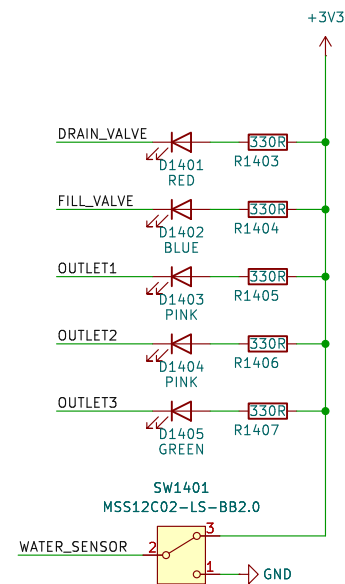 +3V3
DRAIN_VALVE
330R
D1401
R1403
RED
FILL_VALVE
330R
D1402
R1404
BLUE
OUTLET1
330R
D1403
R1405
PINK
OUTLET2
330R
D1404
R1406
PINK
OUTLET3
330R
D1405
R1407
GREEN
SW1401
MSS12C02-LS-BB2.0
3
WATER_SENSOR
2
1
GND